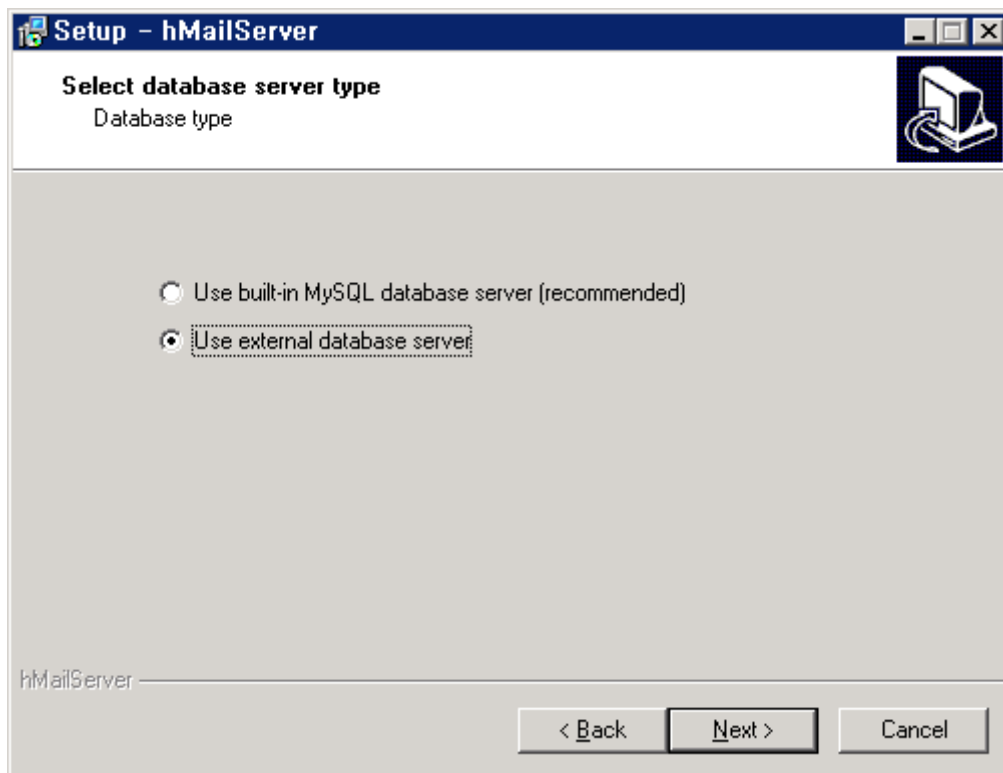 Setup - hMailServer
Select database server type
Database type
Use built-in MySQL database server (recommended)
Use external database server
hMailServer
< Back
Next >
Cancel